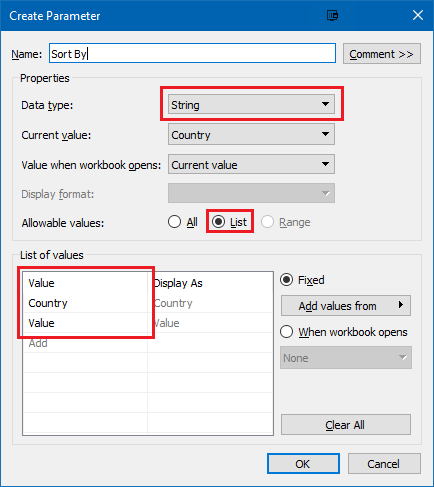 Create Parameter
Name: Sort By Comment >>
Properties
Data type: String
Current value: Country
Value when workbook opens: Current value
Display format:
Allowable values: All List Range
List of values
Value Display As
Country Country
Value Value
Add
Fixed
Add values from
When workbook opens
None
Clear All
OK Cancel